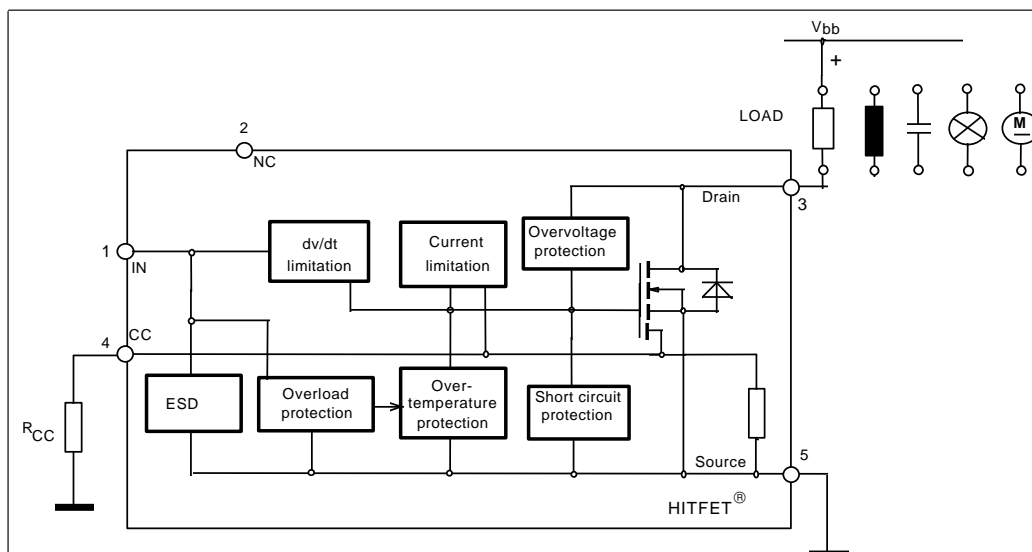 Vbb
+
LOAD
M
2
NC
Drain
3
1
IN
dv/dt
limitation
Current
limitation
Overvoltage
protection
4
CC
ESD
Overload
protection
Over-
temperature
protection
Short circuit
protection
RCC
Source
5
HITFET®